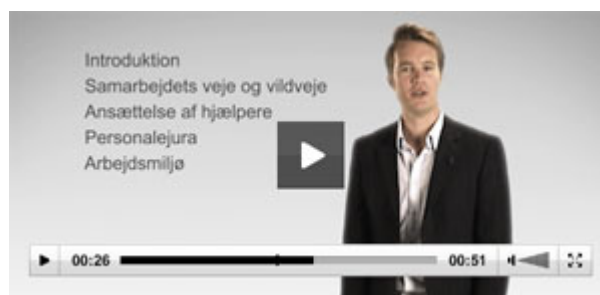 Introduktion
Samarbejdets veje og vildveje
Ansættelse af hjælpere
Personalejura
Arbejdsmiljø
00:26 00:51